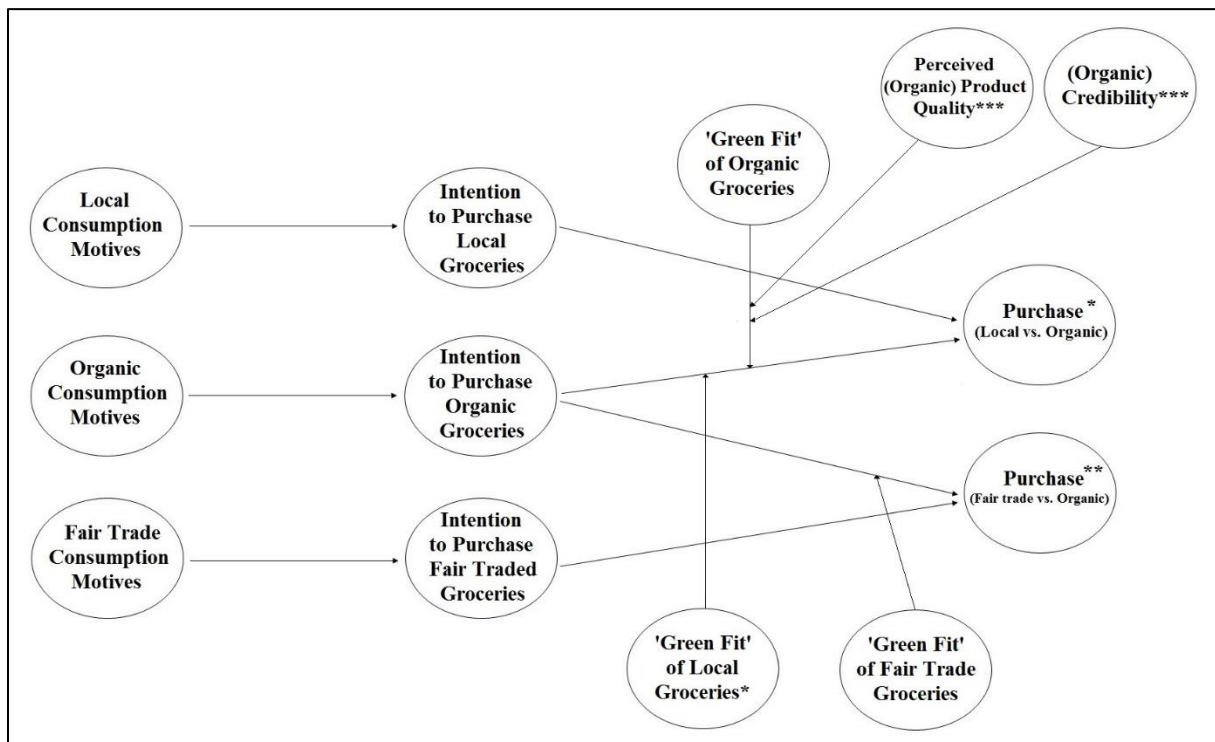 Perceived
(Organic) Product
Quality***
(Organic)
Credibility***
'Green Fit'
of Organic
Groceries
Local
Consumption
Motives
Intention
to Purchase
Local
Groceries
Purchase *
(Local vs. Organic)
Organic
Consumption
Motives
Intention
to Purchase
Organic
Groceries
Purchase**
(Fair trade vs. Organic)
Fair Trade
Consumption
Motives
Intention
to Purchase
Fair Traded
Groceries
'Green Fit'
of Local
Groceries*
'Green Fit'
of Fair Trade
Groceries